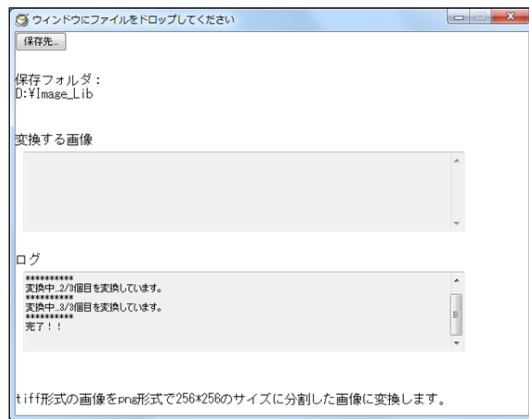 ウィンドウにファイルをドロップしてください
保存先...
保存フォルダ：
D:¥Image_Lib
変換する画像
ログ
**********
変換中...2/3個目を変換しています。
**********
変換中...3/3個目を変換しています。
**********
完了！！
tiff形式の画像をpng形式で256*256のサイズに分割した画像に変換します。